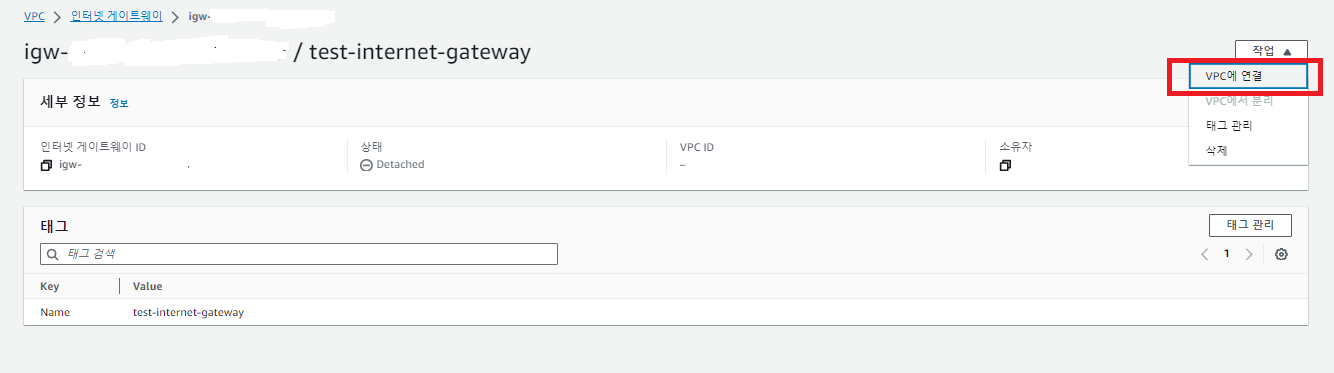 VPC > 인터넷 게이트웨이 > igw-
igw- / test-internet-gateway
작업
VPC에 연결
VPC에서 분리
태그 관리
삭제
세부 정보 정보
인터넷 게이트웨이 ID
igw-
상태
Detached
VPC ID
–
소유자
태그
태그 관리
태그 검색
1
Key Value
Name test-internet-gateway